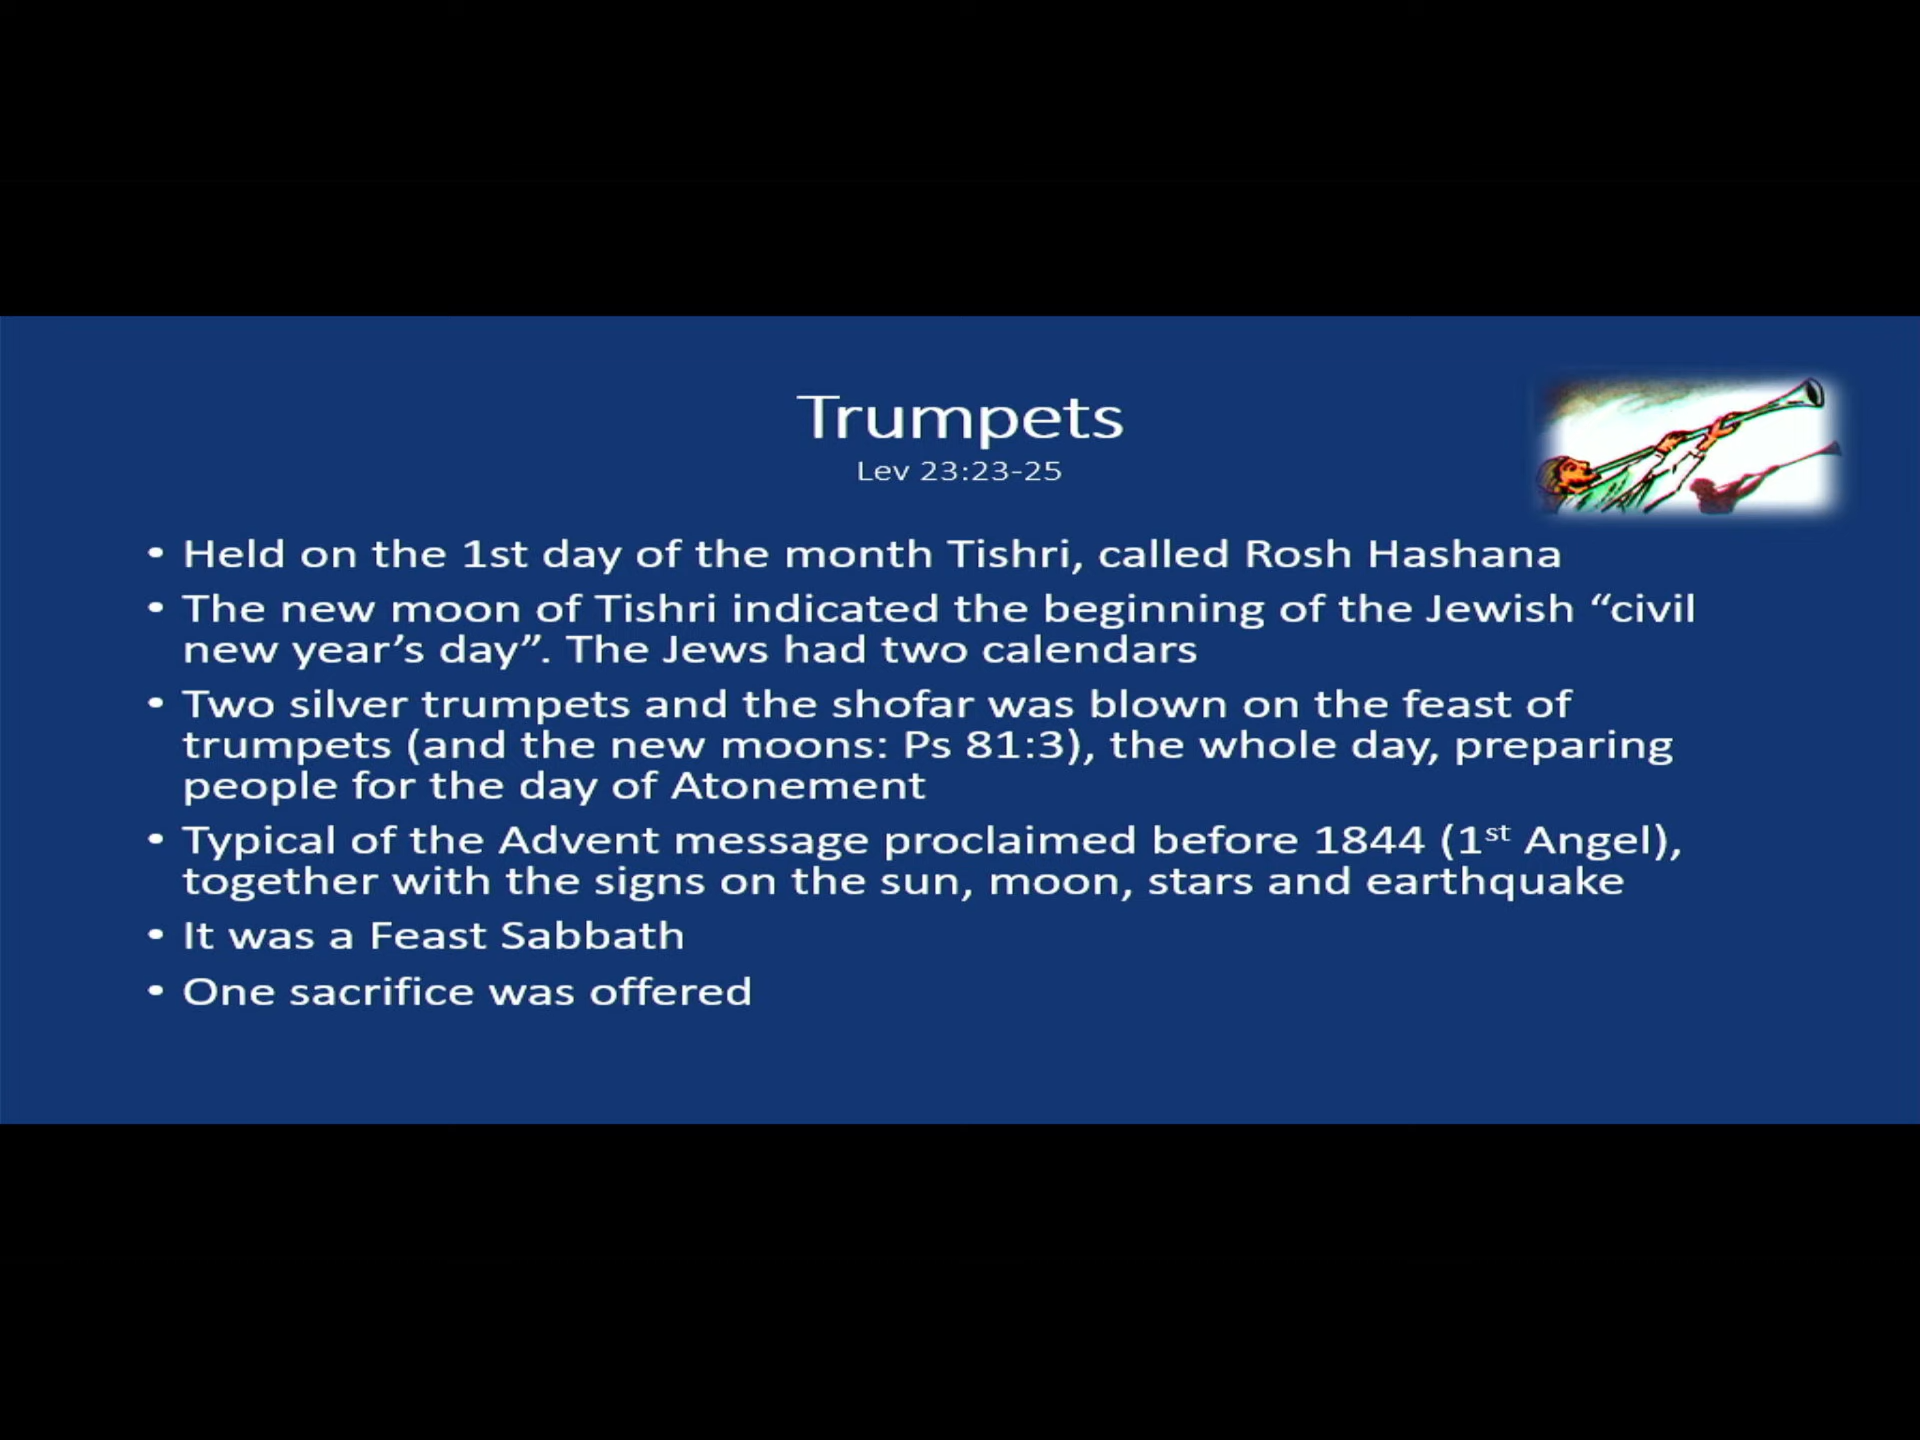 Trumpets
Lev 23:23-25
• Held on the 1st day of the month Tishri, called Rosh Hashana
• The new moon of Tishri indicated the beginning of the Jewish “civil
new year’s day”. The Jews had two calendars
• Two silver trumpets and the shofar was blown on the feast of
trumpets (and the new moons: Ps 81:3), the whole day, preparing
people for the day of Atonement
• Typical of the Advent message proclaimed before 1844 (1st Angel),
together with the signs on the sun, moon, stars and earthquake
• It was a Feast Sabbath
• One sacrifice was offered